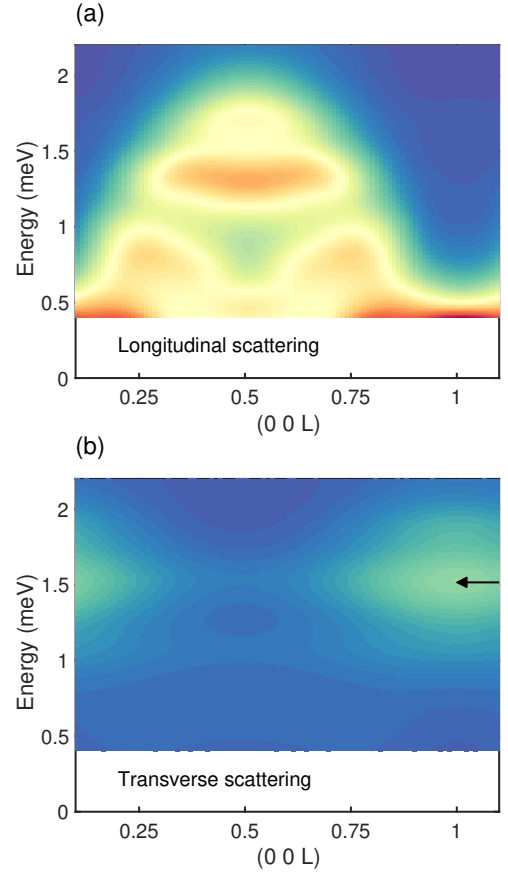 (a)
2
1.5
1
0.5
0
Energy (meV)
Longitudinal scattering
0.25 0.5 0.75 1
(0 0 L)
(b)
2
1.5
1
0.5
0
Energy (meV)
Transverse scattering
0.25 0.5 0.75 1
(0 0 L)